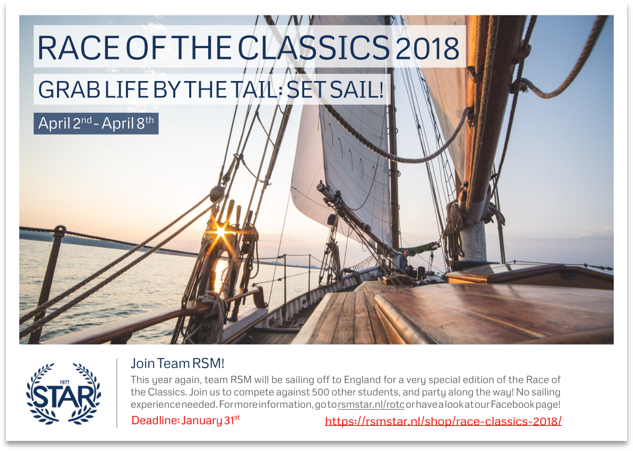 RACE OF THE CLASSICS 2018
GRAB LIFE BY THE TAIL: SET SAIL!
April 2nd - April 8th
1977
STAR
Join Team RSM!
This year again, team RSM will be sailing off to England for a very special edition of the Race of
the Classics. Join us to compete against 500 other students, and party along the way! No sailing
experience needed. For more information, go to rsmstar.nl/rotc or have a look at our Facebook page!
Deadline: January 31st
https://rsmstar.nl/shop/race-classics-2018/